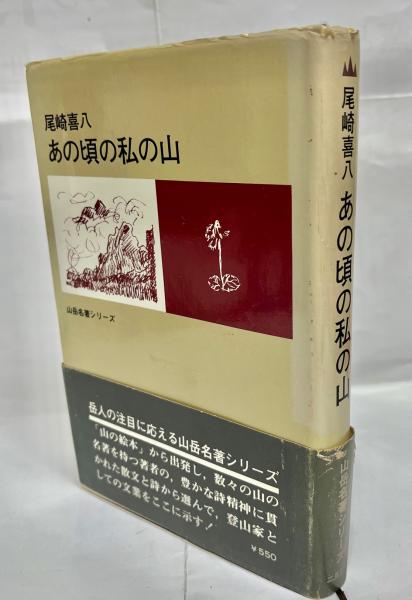 尾崎喜八
あの頃の私の山
山岳名著シリーズ
岳人の注目に応える山岳名著シリーズ
「山の絵本」から出発し、数々の山の
名著を持つ著者の、豊かな詩精神に貫
かれた散文と詩から選んで、登山家と
しての文業をここに示す！
¥550
尾崎喜八 あの頃の私の山
山岳名著シリーズ